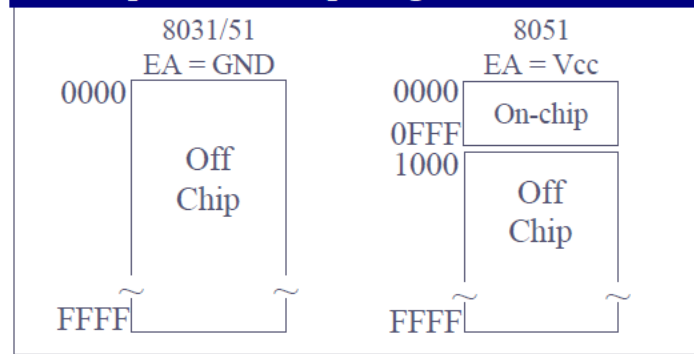 8031/51
EA = GND
0000
Off
Chip
FFFF
8051
EA = Vcc
0000
On-chip
0FFF
1000
Off
Chip
FFFF